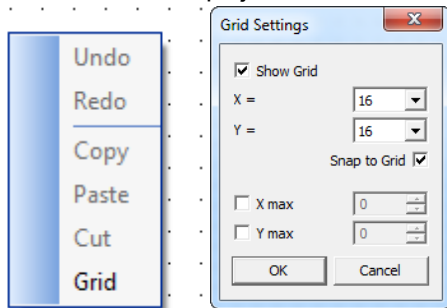 Undo
Redo
Copy
Paste
Cut
Grid
Grid Settings
Show Grid
X = 16
Y = 16
Snap to Grid
X max 0
Y max 0
OK Cancel